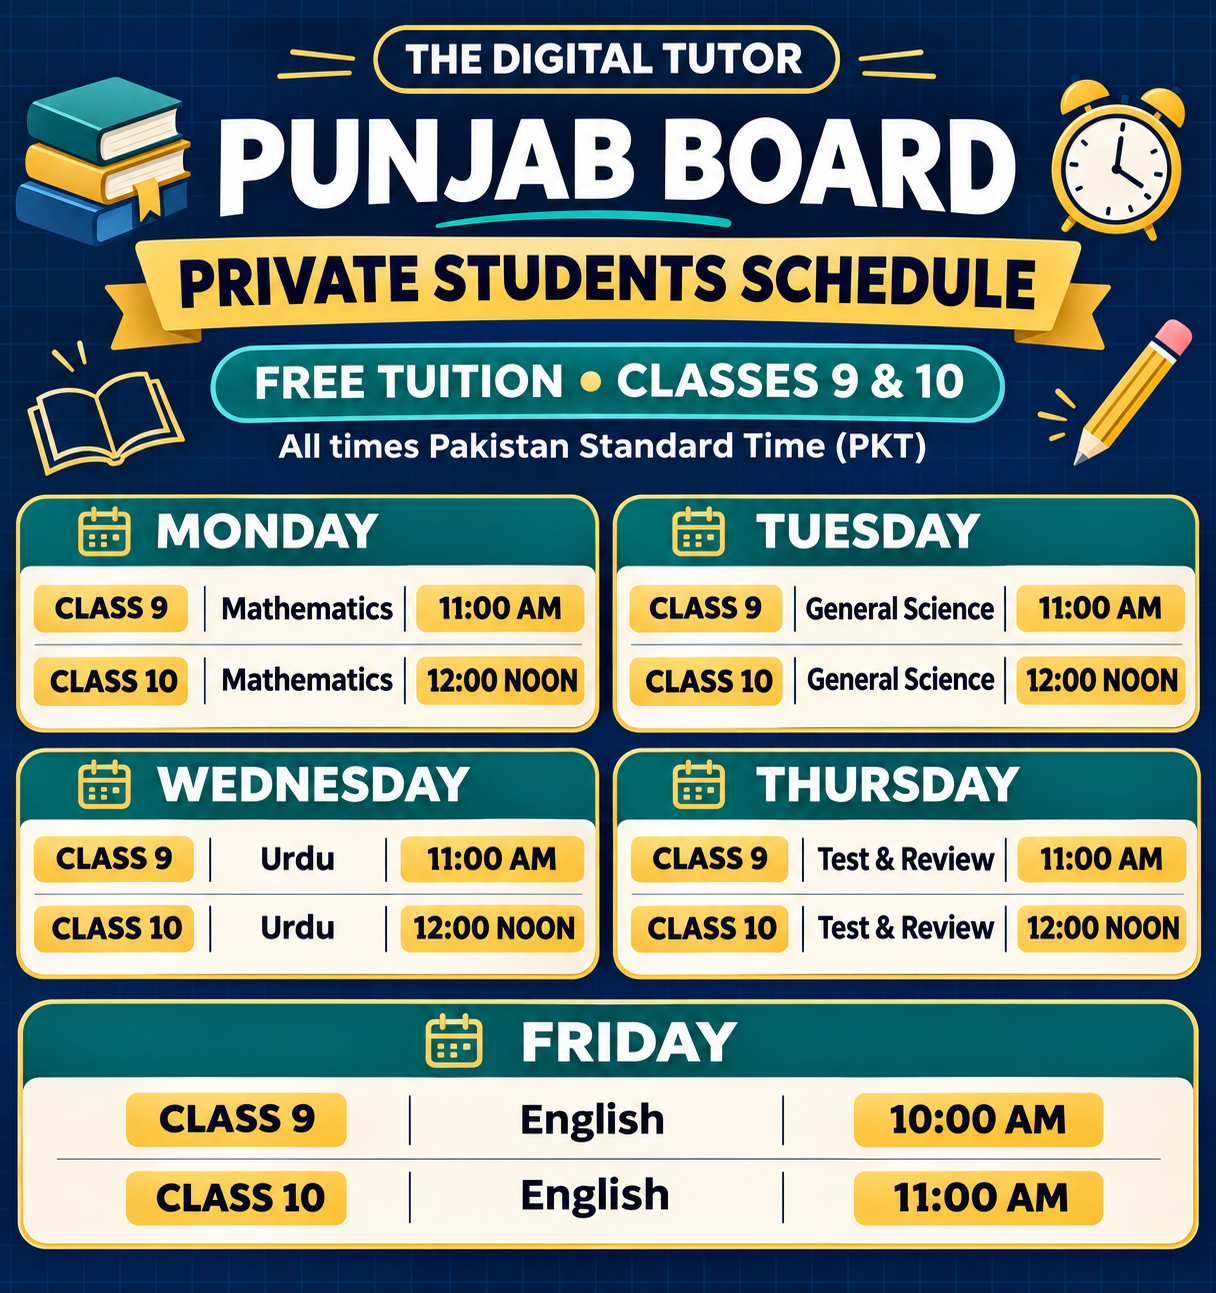 THE DIGITAL TUTOR
PUNJAB BOARD
PRIVATE STUDENTS SCHEDULE
FREE TUITION • CLASSES 9 & 10
All times Pakistan Standard Time (PKT)
MONDAY
CLASS 9 Mathematics 11:00 AM
CLASS 10 Mathematics 12:00 NOON
TUESDAY
CLASS 9 General Science 11:00 AM
CLASS 10 General Science 12:00 NOON
WEDNESDAY
CLASS 9 Urdu 11:00 AM
CLASS 10 Urdu 12:00 NOON
THURSDAY
CLASS 9 Test & Review 11:00 AM
CLASS 10 Test & Review 12:00 NOON
FRIDAY
CLASS 9 English 10:00 AM
CLASS 10 English 11:00 AM